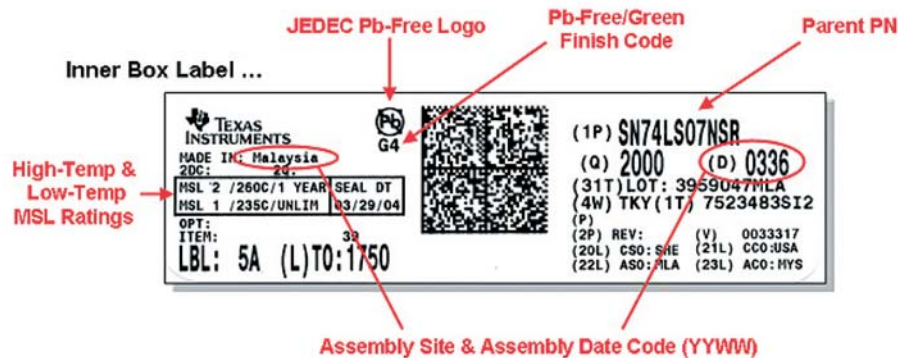 JEDEC Pb-Free Logo
Pb-Free/Green
Finish Code
Parent PN
Inner Box Label ...
TEXAS
INSTRUMENTS
MADE IN: Malaysia
2DC: 2Q:
Pb
G4
High-Temp &
Low-Temp
MSL Ratings
MSL 2 /260C/1 YEAR SEAL DT
MSL 1 /235C/UNLIM 03/29/04
OPT:
ITEM: 39
LBL: 5A (L)TO:1750
(1P) SN74LS07NSR
(Q) 2000 (D) 0336
(31T)LOT: 3959047MLA
(4W) TKY(1T) 7523483SI2
(P)
(2P) REV: (V) 0033317
(20L) CSO:SHE (21L) CCO:USA
(22L) ASO:MLA (23L) ACO:MYS
Assembly Site & Assembly Date Code (YYWW)